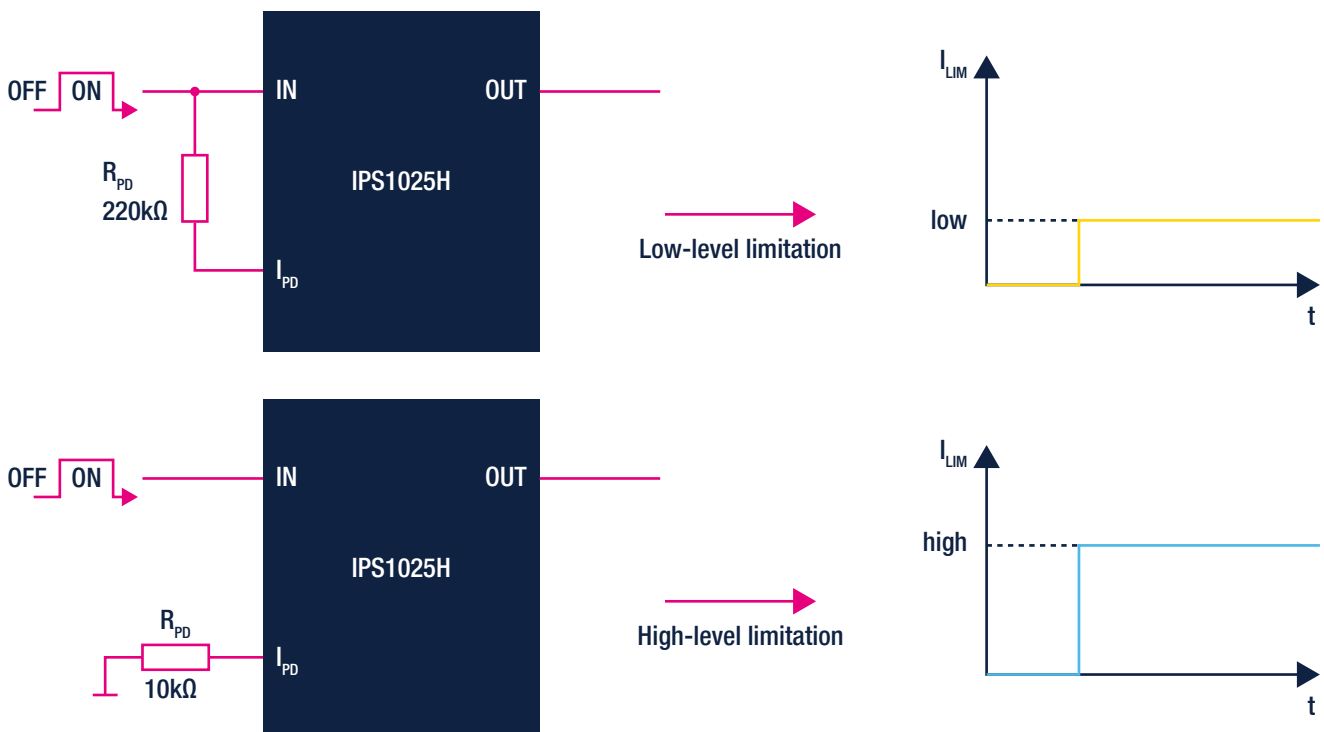 OFF ON
IN
OUT
R_PD
220kΩ
IPS1025H
I_PD
Low-level limitation
I_LIM
low
t
OFF ON
IN
OUT
IPS1025H
R_PD
10kΩ
I_PD
High-level limitation
I_LIM
high
t